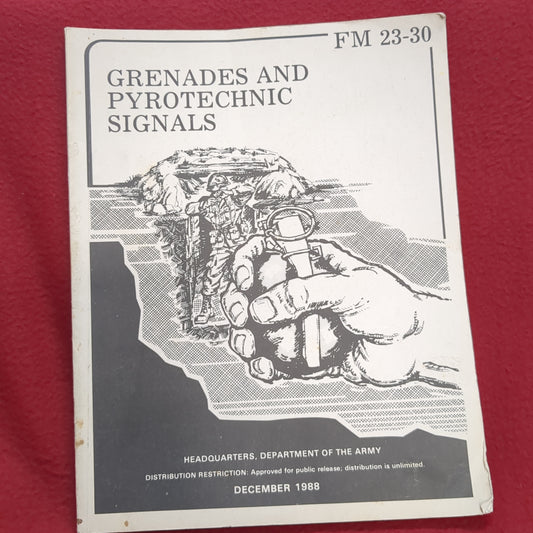 FM 23-30
GRENADES AND
PYROTECHNIC
SIGNALS
HEADQUARTERS, DEPARTMENT OF THE ARMY
DISTRIBUTION RESTRICTION: Approved for public release; distribution is unlimited.
DECEMBER 1988